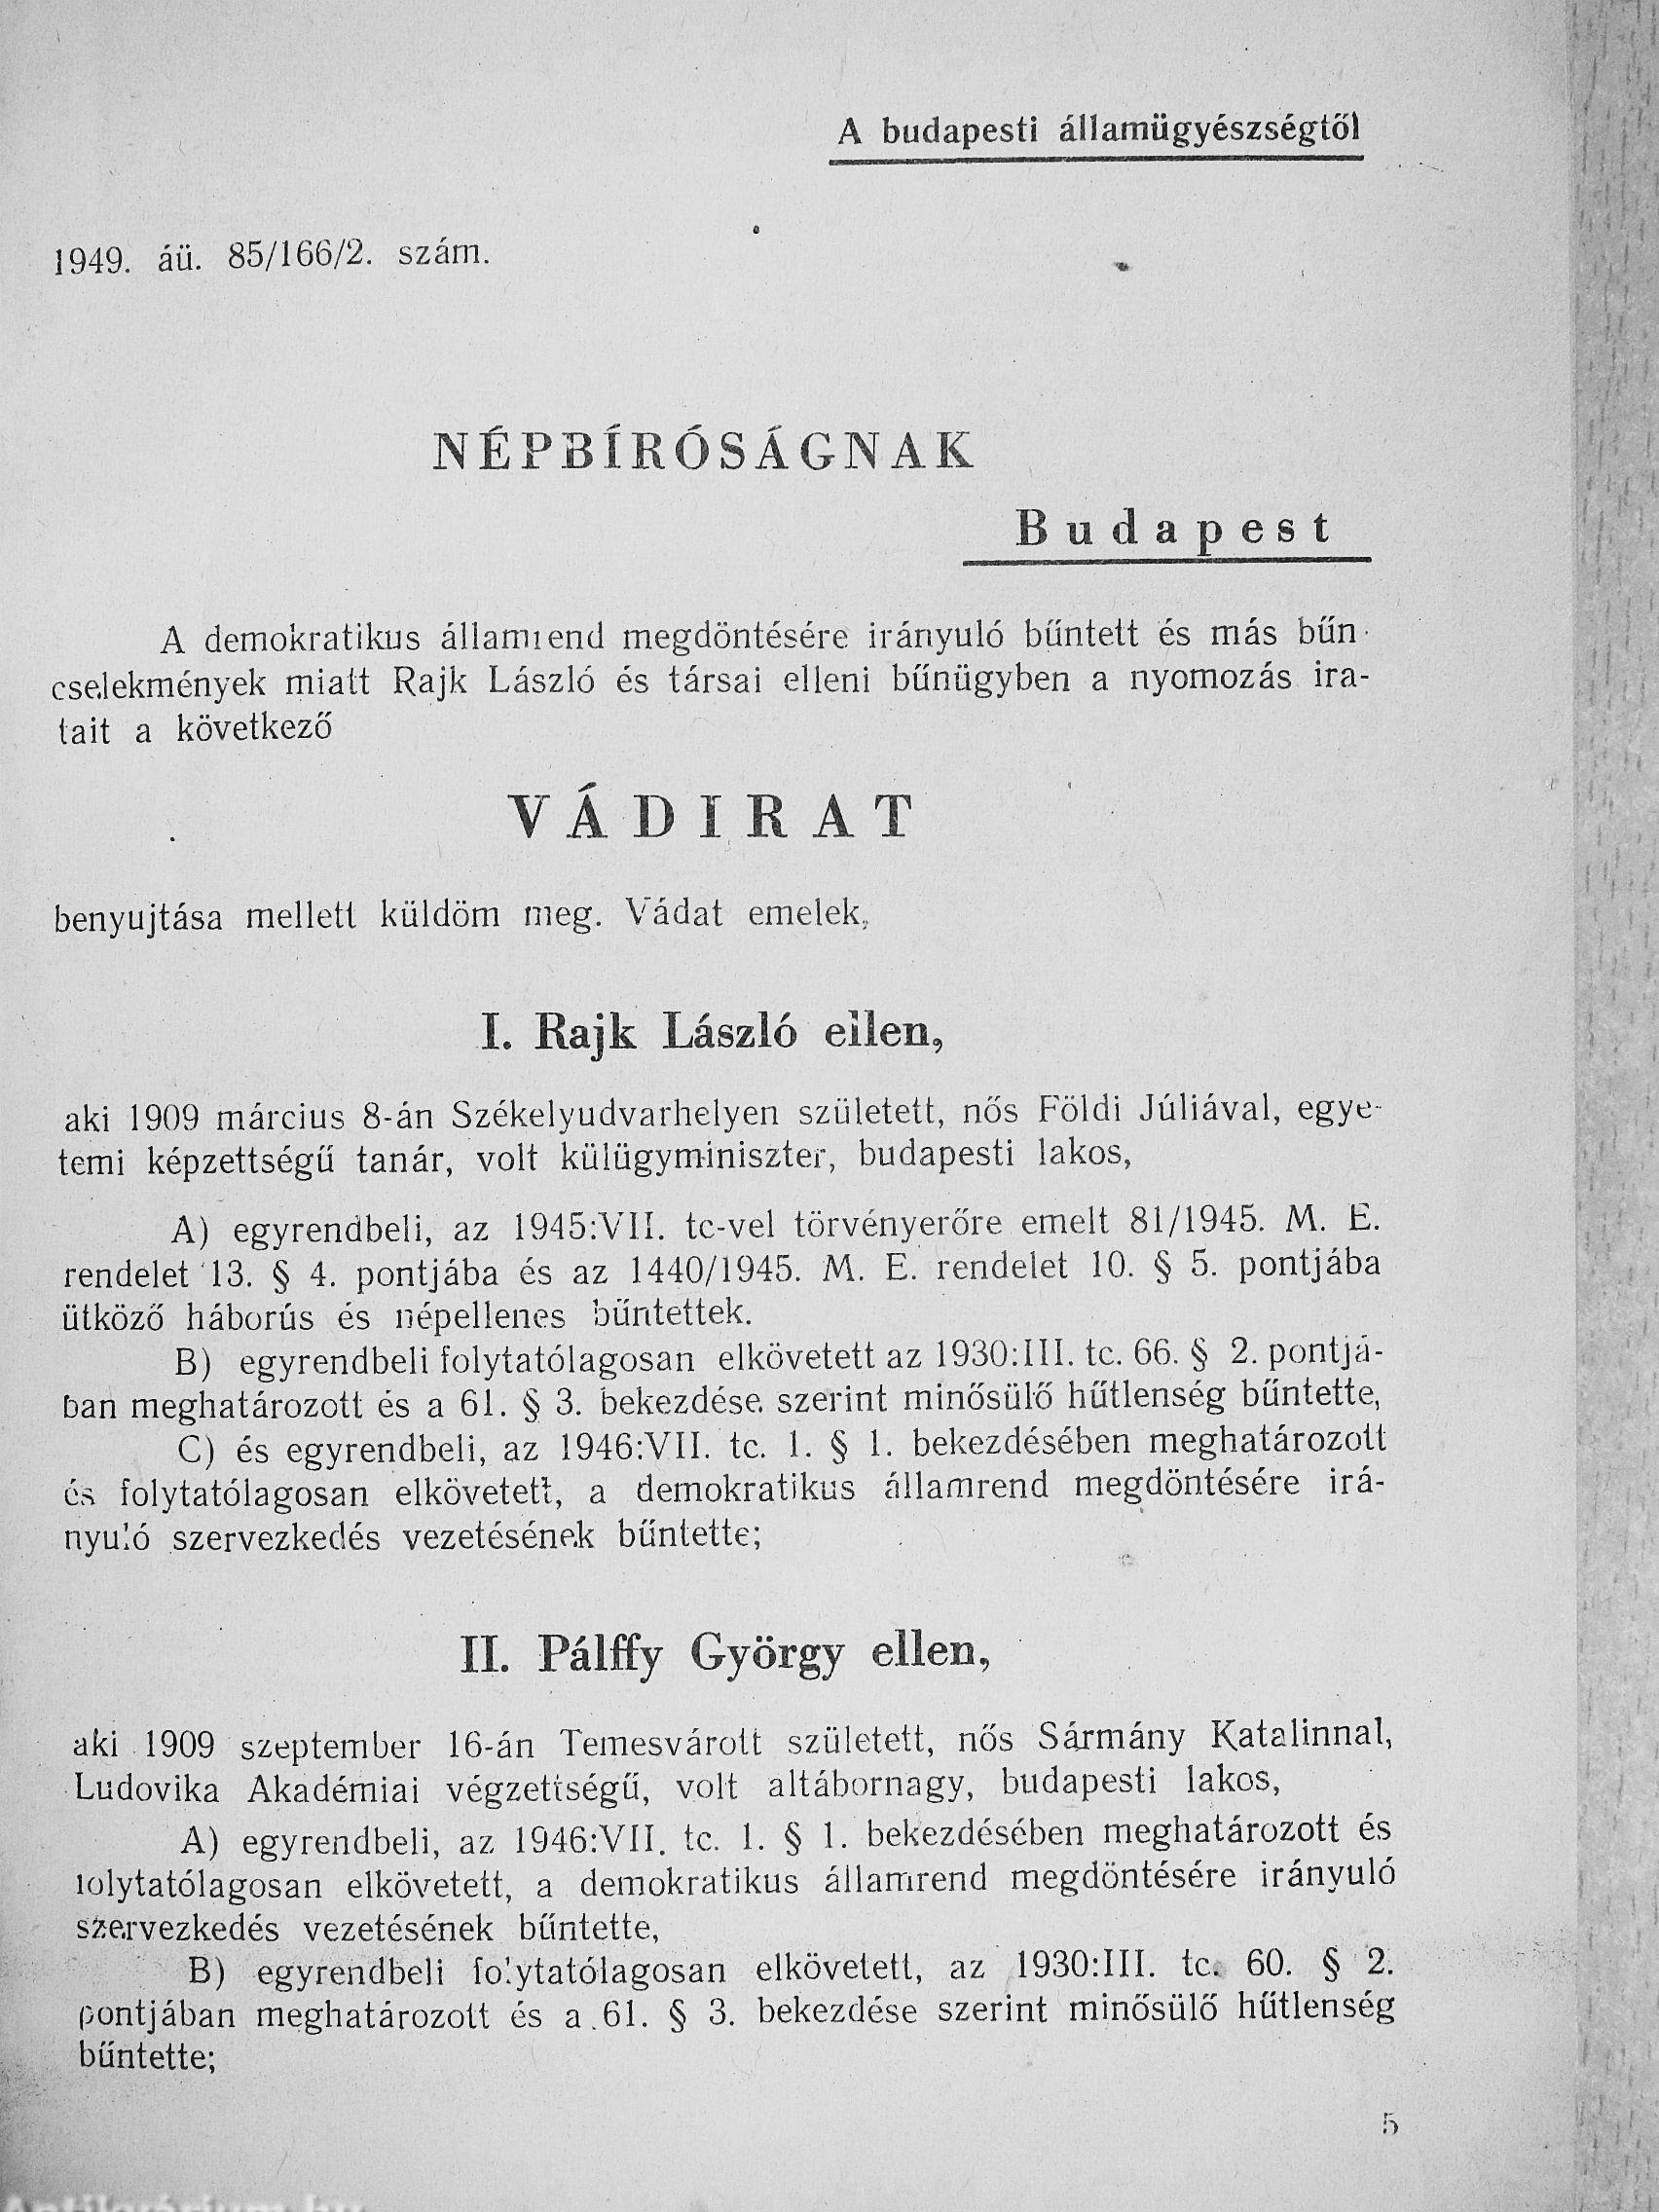 A budapesti államügyészségtől
1949. áü. 85/166/2. szám.
NÉPBÍRÓSÁGNAK
Budapest
A demokratikus államrend megdöntésére irányuló bűntett és más bűn-
cselekmények miatt Rajk László és társai elleni bűnügyben a nyomozás ira-
tait a következő
VÁDIRAT
benyujtása mellett küldöm meg. Vádat emelek,
I. Rajk László ellen,
aki 1909 március 8-án Székelyudvarhelyen született, nős Földi Júliával, egye-
temi képzettségű tanár, volt külügyminiszter, budapesti lakos,
A) egyrendbeli, az 1945:VII. tc-vel törvényerőre emelt 81/1945. M. E.
rendelet 13. § 4. pontjába és az 1440/1945. M. E. rendelet 10. § 5. pontjába
ütköző háborús és népellenes bűntettek.
B) egyrendbeli folytatólagosan elkövetett az 1930:III. tc. 66. § 2. pontjá-
ban meghatározott és a 61. § 3. bekezdése szerint minősülő hűtlenség bűntette,
C) és egyrendbeli, az 1946:VII. tc. 1. § 1. bekezdésében meghatározott
és folytatólagosan elkövetett, a demokratikus államrend megdöntésére irá-
nyuló szervezkedés vezetésének bűntette;
II. Pálffy György ellen,
aki 1909 szeptember 16-án Temesvárott született, nős Sármány Katalinnal,
Ludovika Akadémiai végzettségű, volt altábornagy, budapesti lakos,
A) egyrendbeli, az 1946:VII. tc. 1. § 1. bekezdésében meghatározott és
folytatólagosan elkövetett, a demokratikus államrend megdöntésére irányuló
szervezkedés vezetésének bűntette,
B) egyrendbeli folytatólagosan elkövetett, az 1930:III. tc. 60. § 2.
pontjában meghatározott és a 61. § 3. bekezdése szerint minősülő hűtlenség
bűntette;
5
Antikvárium.hu